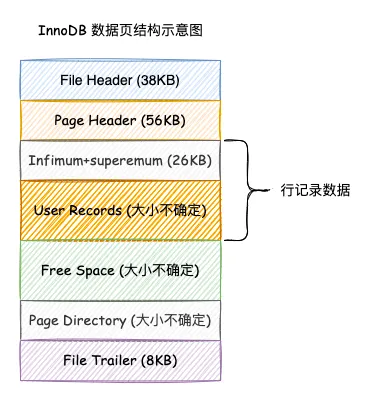 InnoDB 数据页结构示意图
File Header (38KB)
Page Header (56KB)
Infimum+superemum (26KB)
User Records (大小不确定)
行记录数据
Free Space (大小不确定)
Page Directory (大小不确定)
File Trailer (8KB)